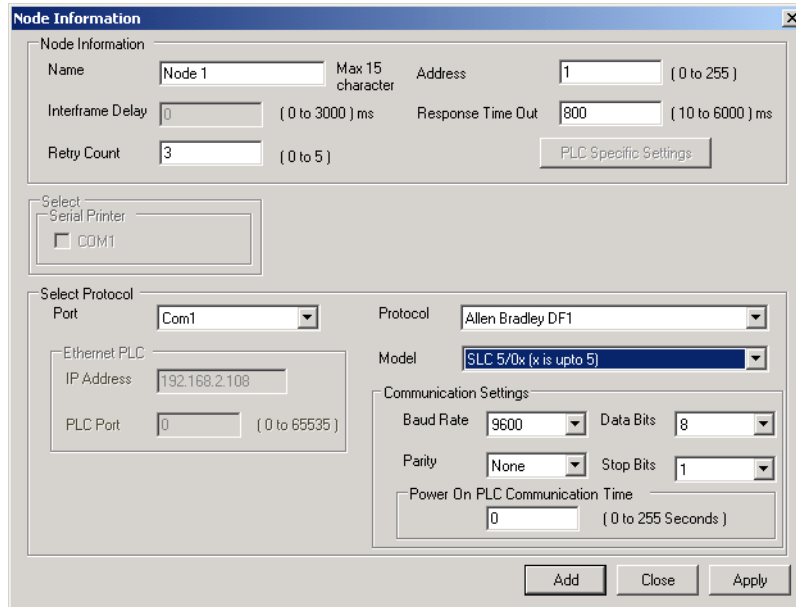 Node Information
Node Information
Name Node 1 Max 15 character Address 1 ( 0 to 255 )
Interframe Delay 0 ( 0 to 3000 ) ms Response Time Out 800 ( 10 to 6000 ) ms
Retry Count 3 ( 0 to 5 ) PLC Specific Settings
Select
Serial Printer
COM1
Select Protocol
Port Com1 Protocol Allen Bradley DF1
Ethernet PLC Model SLC 5/0x (x is upto 5)
IP Address 192.168.2.108 Communication Settings
PLC Port 0 ( 0 to 65535 ) Baud Rate 9600 Data Bits 8
Parity None Stop Bits 1
Power On PLC Communication Time
0 ( 0 to 255 Seconds )
Add Close Apply